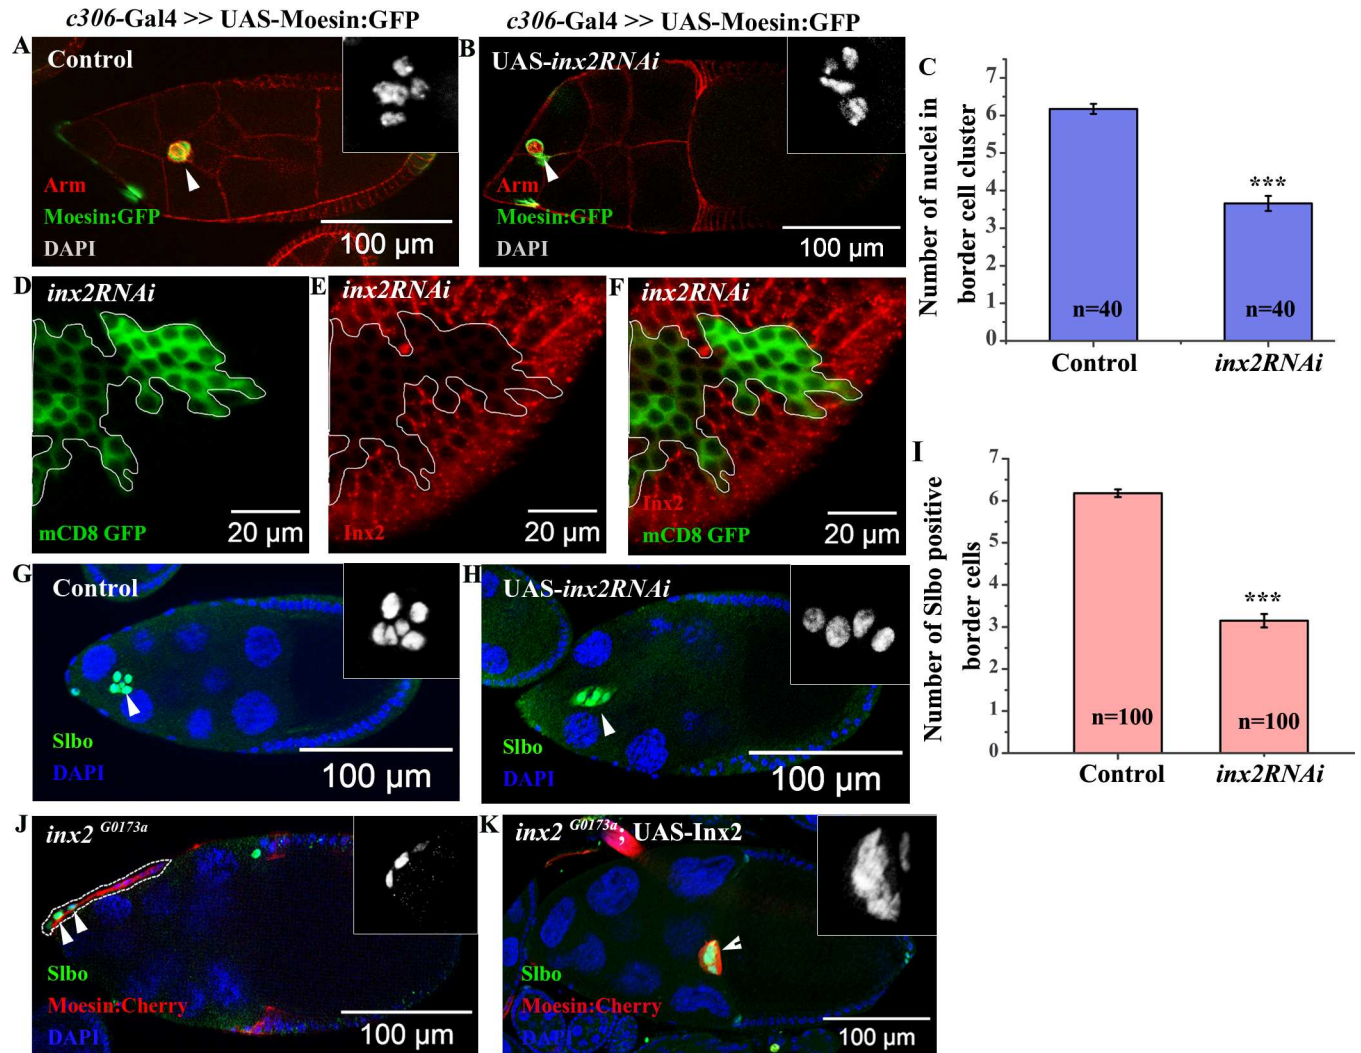 c306-Gal4 >> UAS-Moesin:GFP
c306-Gal4 >> UAS-Moesin:GFP
A
Control
Arm
Moesin:GFP
DAPI
100 µm
B
UAS-inx2RNAi
Arm
Moesin:GFP
DAPI
100 µm
C
Number of nuclei in
border cell cluster
7
6
5
4
3
2
1
0
***
n=40
n=40
Control
inx2RNAi
D
inx2RNAi
mCD8 GFP
20 µm
E
inx2RNAi
Inx2
20 µm
F
inx2RNAi
Inx2
mCD8 GFP
20 µm
G
Control
Slbo
DAPI
100 µm
H
UAS-inx2RNAi
Slbo
DAPI
100 µm
I
Number of Slbo positive
border cells
7
6
5
4
3
2
1
0
***
n=100
n=100
Control
inx2RNAi
J
inx2 G0173a
Slbo
Moesin:Cherry
DAPI
100 µm
K
inx2 G0173a; UAS-Inx2
Slbo
Moesin:Cherry
DAPI
100 µm